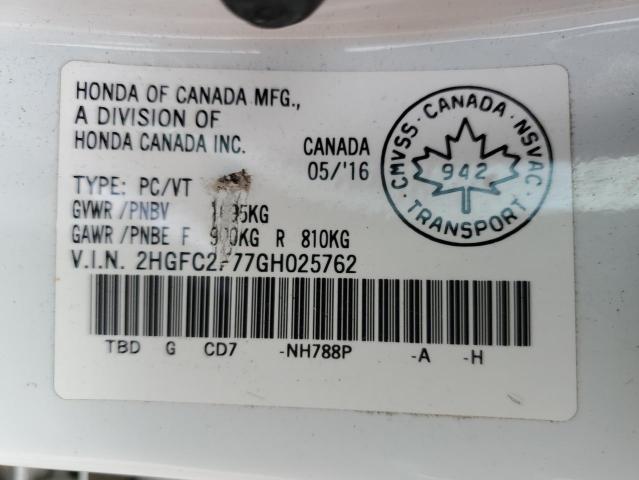 HONDA OF CANADA MFG.,
A DIVISION OF
HONDA CANADA INC.
CANADA
05/'16
TYPE: PC/VT
GVWR/PNBV
GAWR/PNBE F R 810KG
V.I.N.
TBD G CD7 -NH788P -A -H
CMVSS·CANADA·NSVAC
942
TRANSPORT